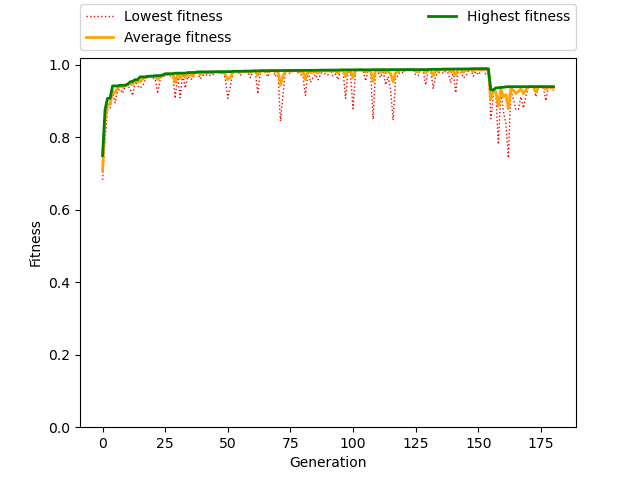 Lowest fitness
Average fitness
Highest fitness
1.0
0.8
0.6
0.4
0.2
0.0
Fitness
0 25 50 75 100 125 150 175
Generation